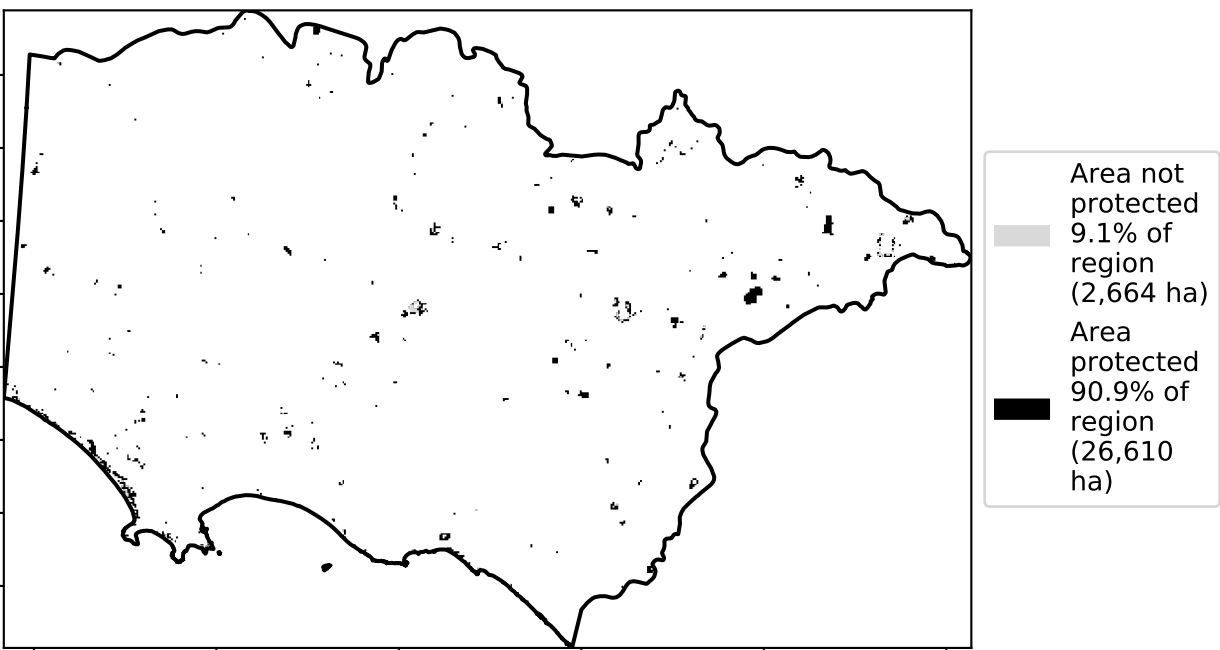 Area not
protected
9.1% of
region
(2,664 ha)
Area
protected
90.9% of
region
(26,610
ha)